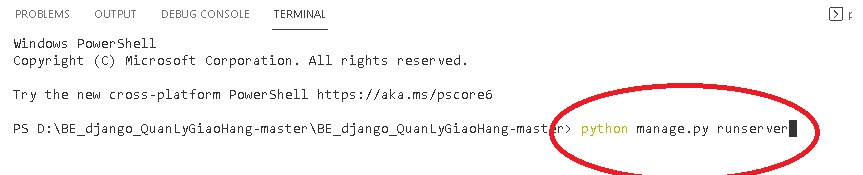 PROBLEMS OUTPUT DEBUG CONSOLE TERMINAL
Windows PowerShell
Copyright (C) Microsoft Corporation. All rights reserved.
Try the new cross-platform PowerShell https://aka.ms/pscore6
PS D:\BE_django_QuanLyGiaoHang-master\BE_django_QuanLyGiaoHang-master> python manage.py runserver